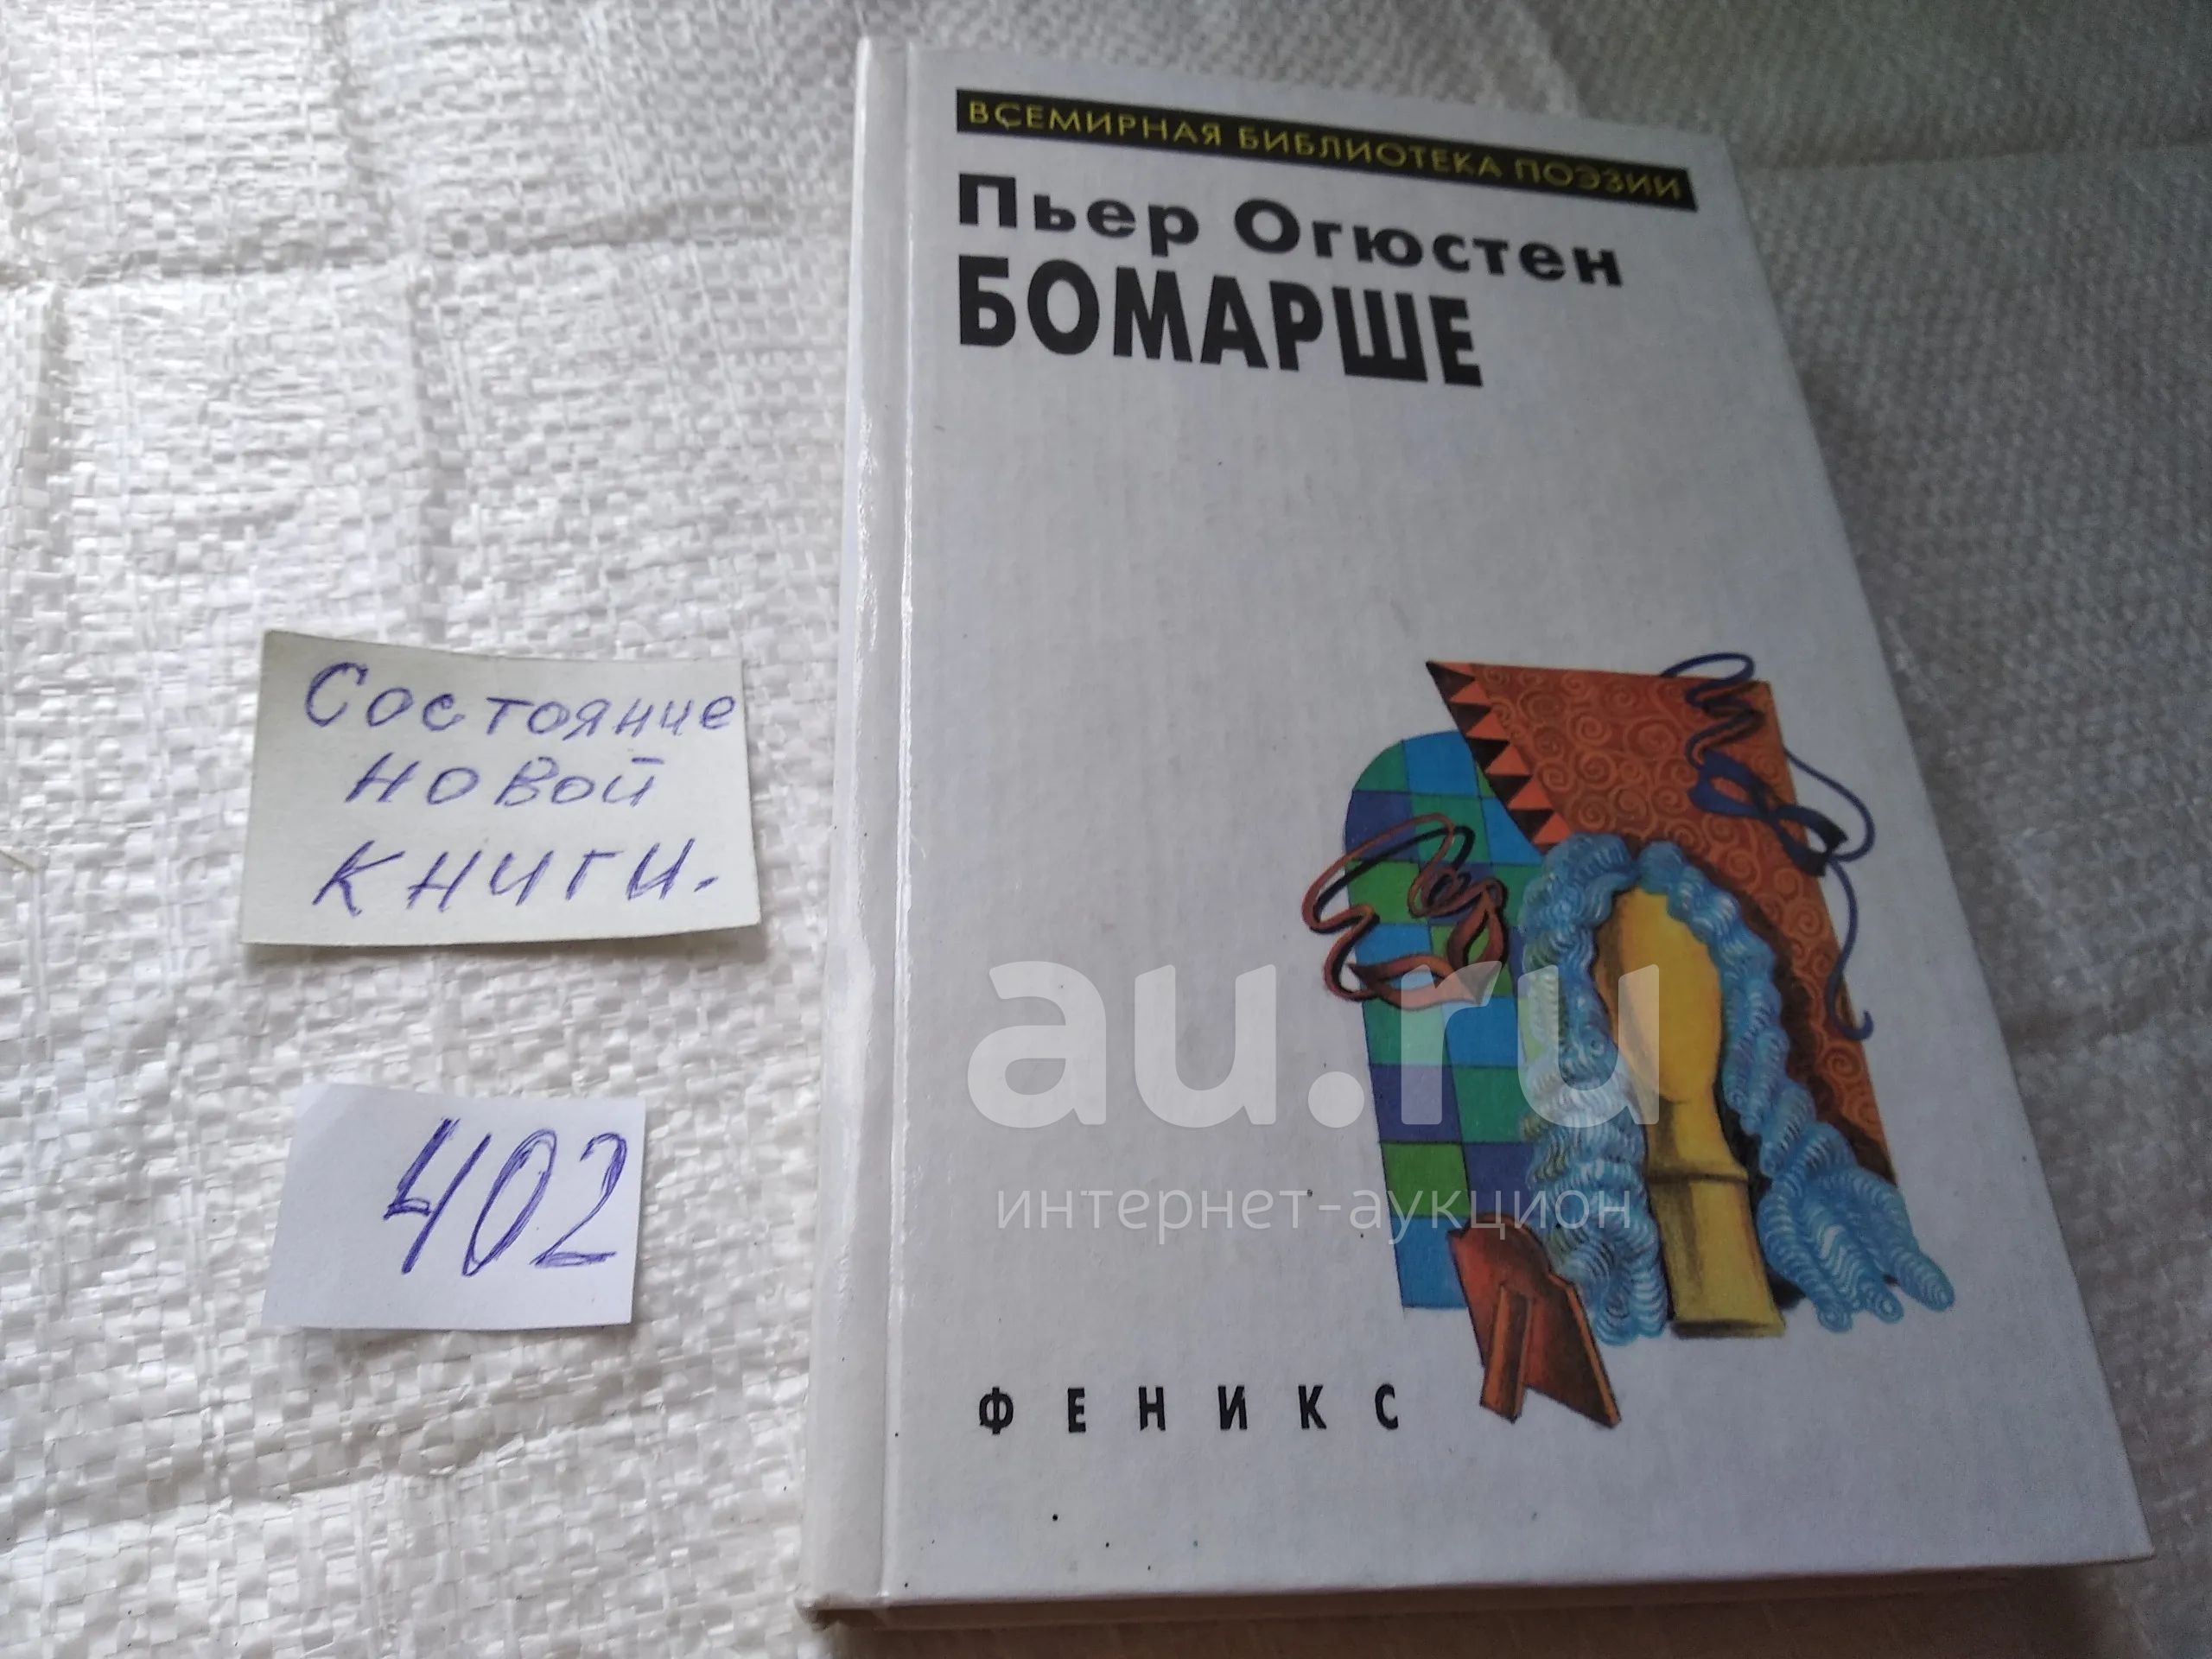 ВСЕМИРНАЯ БИБЛИОТЕКА ПОЭЗИИ
Пьер Огюстен
БОМАРШЕ
Состояние
новой
книги.
402
au.ru
интернет-аукцион
ФЕНИКС